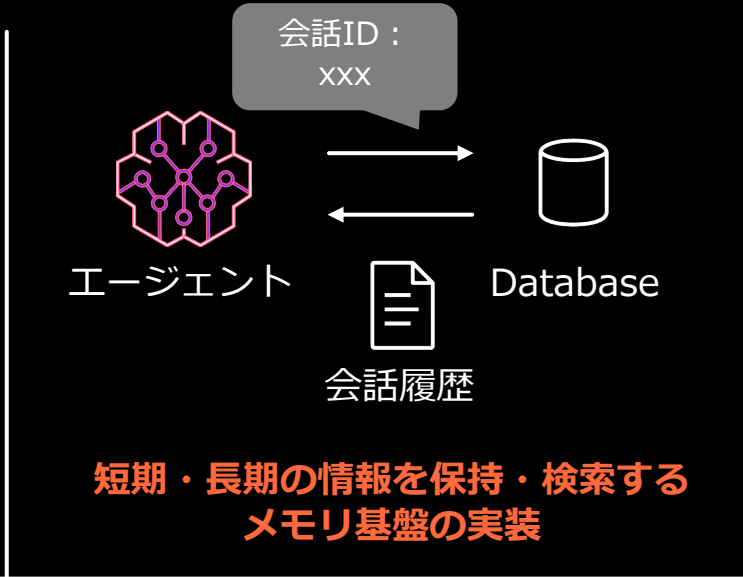 会話ID：
xxx
エージェント
Database
会話履歴
短期・長期の情報を保持・検索する
メモリ基盤の実装